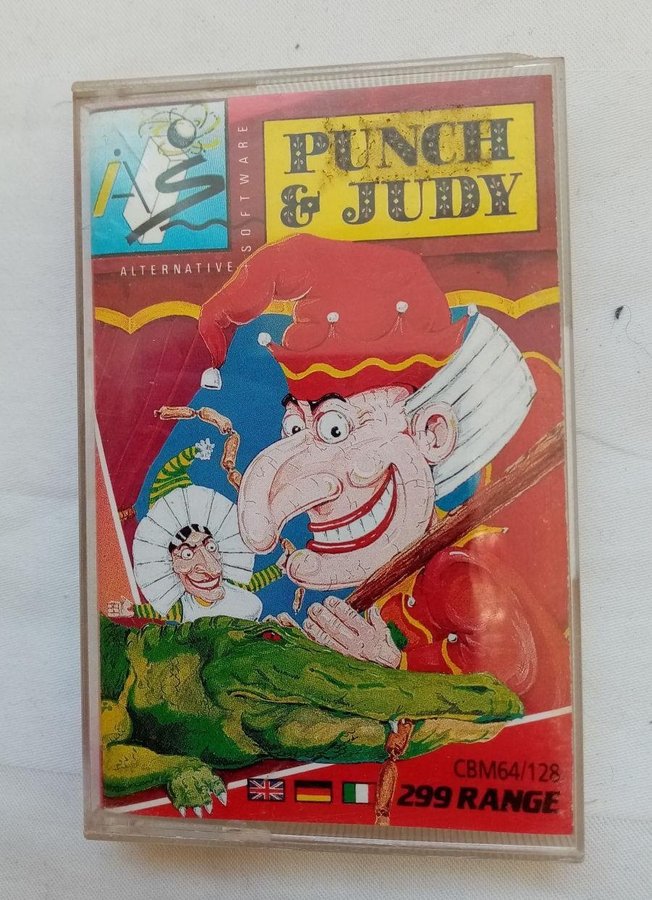 AS
ALTERNATIVE SOFTWARE
PUNCH
& JUDY
CBM64/128
299 RANGE